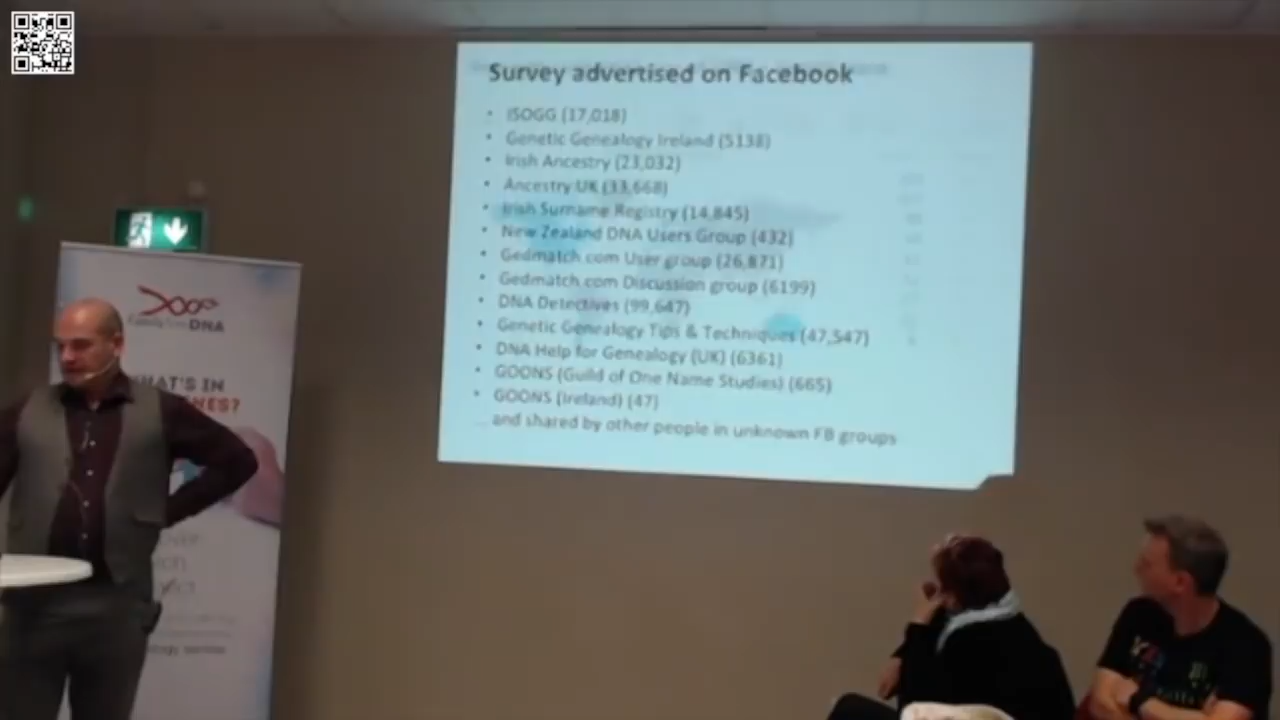 Survey advertised on Facebook
• ISOGG (17,018)
• Genetic Genealogy Ireland (5138)
• Irish Ancestry (23,032)
• Ancestry UK (33,668)
• Irish Surname Registry (14,845)
• New Zealand DNA Users Group (432)
• Gedmatch.com User group (26,871)
• Gedmatch.com Discussion group (6199)
• DNA Detectives (99,647)
• Genetic Genealogy Tips & Techniques (47,547)
• DNA Help for Genealogy (UK) (6361)
• GOONS (Guild of One Name Studies) (665)
• GOONS (Ireland) (47)
... and shared by other people in unknown FB groups
FamilyTreeDNA
HAT'S IN